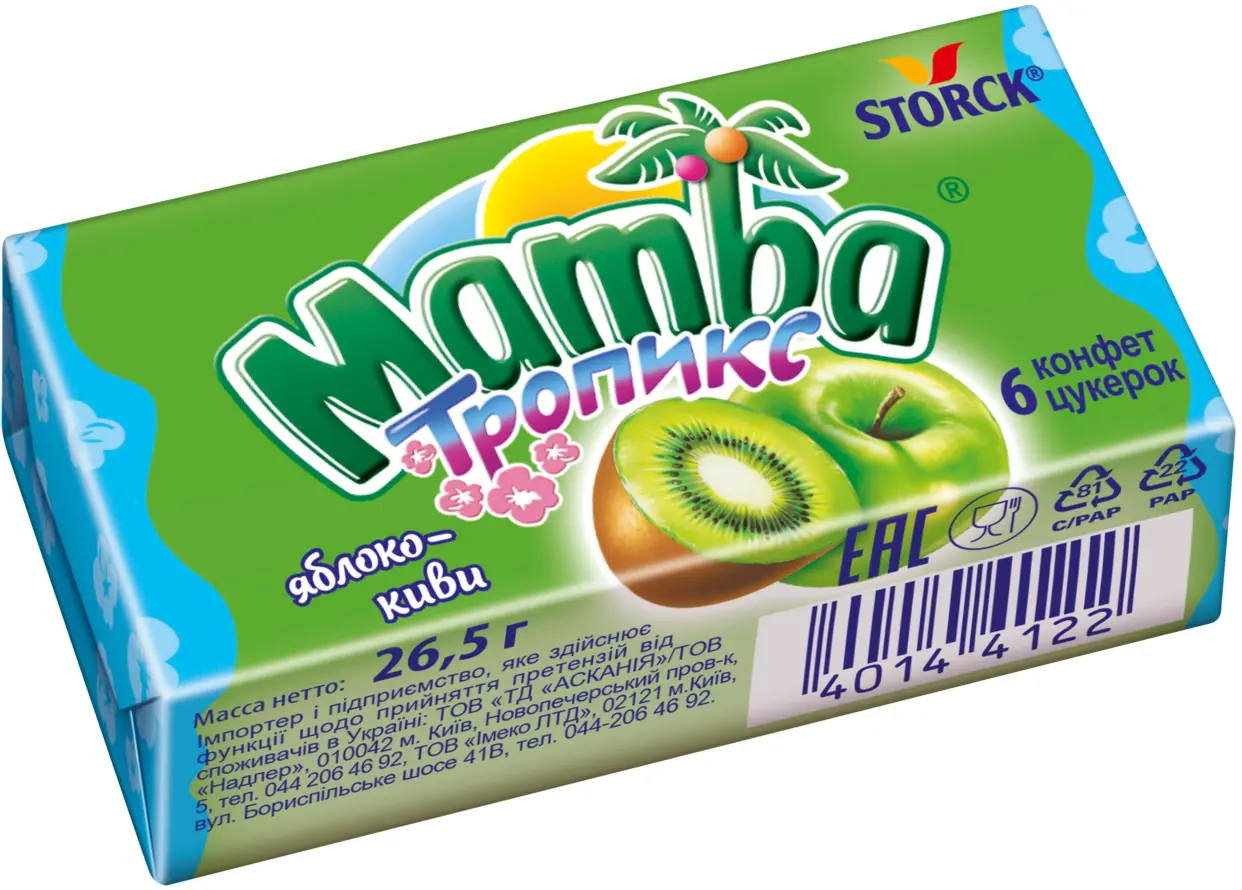 STORCK®
Mamba®
Тропикс
6 конфет
цукерок
яблоко-
киви
EAC
81
C/PAP
22
PAP
Масса нетто: 26,5 г
Імпортер і підприємство, яке здійснює
функції щодо прийняття претензій від
споживачів в Україні: ТОВ «ТД «АСКАНІЯ»/ТОВ
«Надлер», 010042 м. Київ, Новопечерський пров-к,
5, тел. 044 206 46 92, ТОВ «Імеко ЛТД», 02121 м.Київ,
вул. Бориспільське шосе 41В, тел. 044-206 46 92.
4014 4122